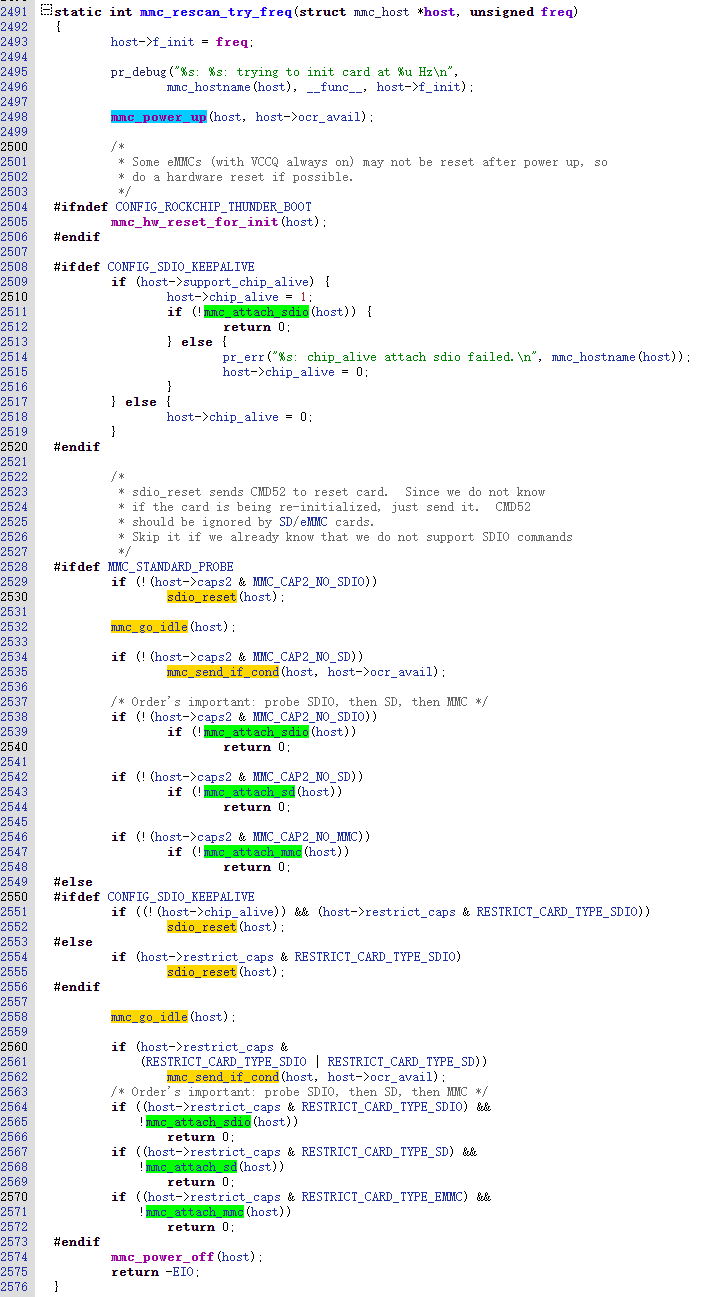 2491 static int mmc_rescan_try_freq(struct mmc_host *host, unsigned freq)
2492 {
2493         host->f_init = freq;
2494
2495         pr_debug("%s: %s: trying to init card at %u Hz\n",
2496                 mmc_hostname(host), __func__, host->f_init);
2497
2498         mmc_power_up(host, host->ocr_avail);
2499
2500         /*
2501          * Some eMMCs (with VCCQ always on) may not be reset after power up, so
2502          * do a hardware reset if possible.
2503          */
2504 #ifndef CONFIG_ROCKCHIP_THUNDER_BOOT
2505         mmc_hw_reset_for_init(host);
2506 #endif
2507
2508 #ifdef CONFIG_SDIO_KEEPALIVE
2509         if (host->support_chip_alive) {
2510                 host->chip_alive = 1;
2511                 if (!mmc_attach_sdio(host)) {
2512                         return 0;
2513                 } else {
2514                         pr_err("%s: chip_alive attach sdio failed.\n", mmc_hostname(host));
2515                         host->chip_alive = 0;
2516                 }
2517         } else {
2518                 host->chip_alive = 0;
2519         }
2520 #endif
2521
2522         /*
2523          * sdio_reset sends CMD52 to reset card.  Since we do not know
2524          * if the card is being re-initialized, just send it.  CMD52
2525          * should be ignored by SD/eMMC cards.
2526          * Skip it if we already know that we do not support SDIO commands
2527          */
2528 #ifdef MMC_STANDARD_PROBE
2529         if (!(host->caps2 & MMC_CAP2_NO_SDIO))
2530                 sdio_reset(host);
2531
2532         mmc_go_idle(host);
2533
2534         if (!(host->caps2 & MMC_CAP2_NO_SD))
2535                 mmc_send_if_cond(host, host->ocr_avail);
2536
2537         /* Order's important: probe SDIO, then SD, then MMC */
2538         if (!(host->caps2 & MMC_CAP2_NO_SDIO))
2539                 if (!mmc_attach_sdio(host))
2540                         return 0;
2541
2542         if (!(host->caps2 & MMC_CAP2_NO_SD))
2543                 if (!mmc_attach_sd(host))
2544                         return 0;
2545
2546         if (!(host->caps2 & MMC_CAP2_NO_MMC))
2547                 if (!mmc_attach_mmc(host))
2548                         return 0;
2549 #else
2550 #ifdef CONFIG_SDIO_KEEPALIVE
2551         if ((!(host->chip_alive)) && (host->restrict_caps & RESTRICT_CARD_TYPE_SDIO))
2552                 sdio_reset(host);
2553 #else
2554         if (host->restrict_caps & RESTRICT_CARD_TYPE_SDIO)
2555                 sdio_reset(host);
2556 #endif
2557
2558         mmc_go_idle(host);
2559
2560         if (host->restrict_caps &
2561             (RESTRICT_CARD_TYPE_SDIO | RESTRICT_CARD_TYPE_SD))
2562                 mmc_send_if_cond(host, host->ocr_avail);
2563         /* Order's important: probe SDIO, then SD, then MMC */
2564         if ((host->restrict_caps & RESTRICT_CARD_TYPE_SDIO) &&
2565             !mmc_attach_sdio(host))
2566                 return 0;
2567         if ((host->restrict_caps & RESTRICT_CARD_TYPE_SD) &&
2568             !mmc_attach_sd(host))
2569                 return 0;
2570         if ((host->restrict_caps & RESTRICT_CARD_TYPE_EMMC) &&
2571             !mmc_attach_mmc(host))
2572                 return 0;
2573 #endif
2574         mmc_power_off(host);
2575         return -EIO;
2576 }